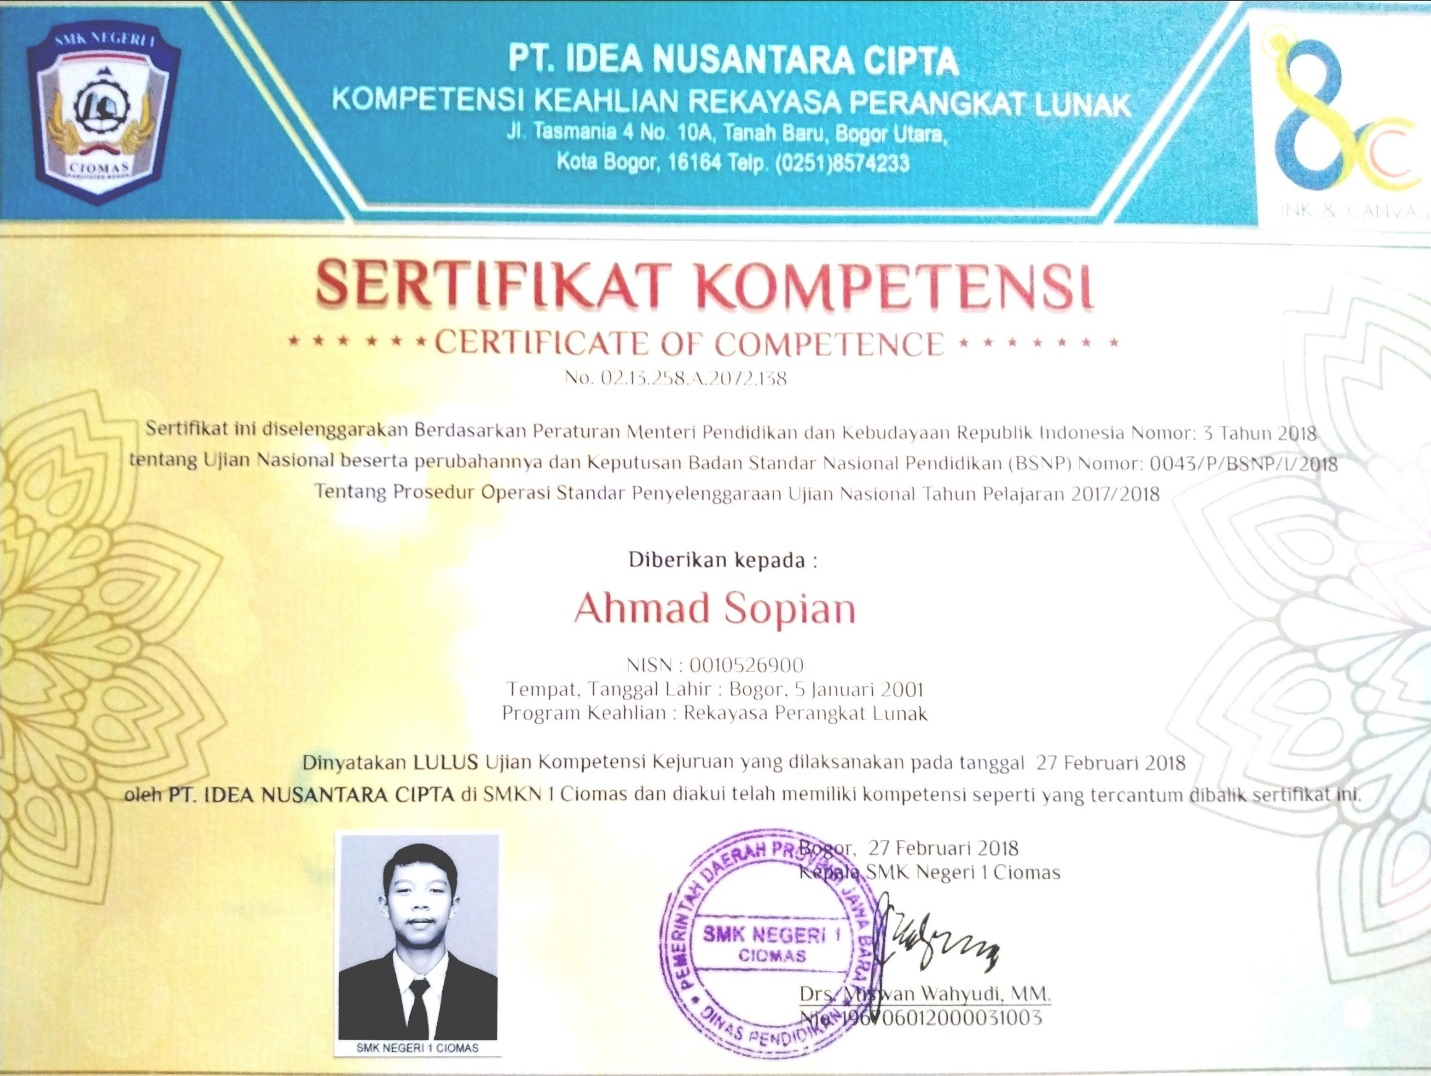 SMK NEGERI 1
CIOMAS
KABUPATEN BOGOR
PT. IDEA NUSANTARA CIPTA
KOMPETENSI KEAHLIAN REKAYASA PERANGKAT LUNAK
Jl. Tasmania 4 No. 10A, Tanah Baru, Bogor Utara,
Kota Bogor, 16164 Telp. (0251)8574233
INK & CANVAS
SERTIFIKAT KOMPETENSI
CERTIFICATE OF COMPETENCE
No. 02.13.258.A.2072.138
Sertifikat ini diselenggarakan Berdasarkan Peraturan Menteri Pendidikan dan Kebudayaan Republik Indonesia Nomor: 3 Tahun 2018
tentang Ujian Nasional beserta perubahannya dan Keputusan Badan Standar Nasional Pendidikan (BSNP) Nomor: 0043/P/BSNP/I/2018
Tentang Prosedur Operasi Standar Penyelenggaraan Ujian Nasional Tahun Pelajaran 2017/2018
Diberikan kepada :
Ahmad Sopian
NISN : 0010526900
Tempat, Tanggal Lahir : Bogor, 5 Januari 2001
Program Keahlian : Rekayasa Perangkat Lunak
Dinyatakan LULUS Ujian Kompetensi Kejuruan yang dilaksanakan pada tanggal 27 Februari 2018
oleh PT. IDEA NUSANTARA CIPTA di SMKN 1 Ciomas dan diakui telah memiliki kompetensi seperti yang tercantum dibalik sertifikat ini.
Bogor, 27 Februari 2018
Kepala SMK Negeri 1 Ciomas
PEMERINTAH DAERAH PROVINSI JAWA BARAT
SMK NEGERI 1
CIOMAS
DINAS PENDIDIKAN
Drs. Miswan Wahyudi, MM.
196706012000031003
SMK NEGERI 1 CIOMAS